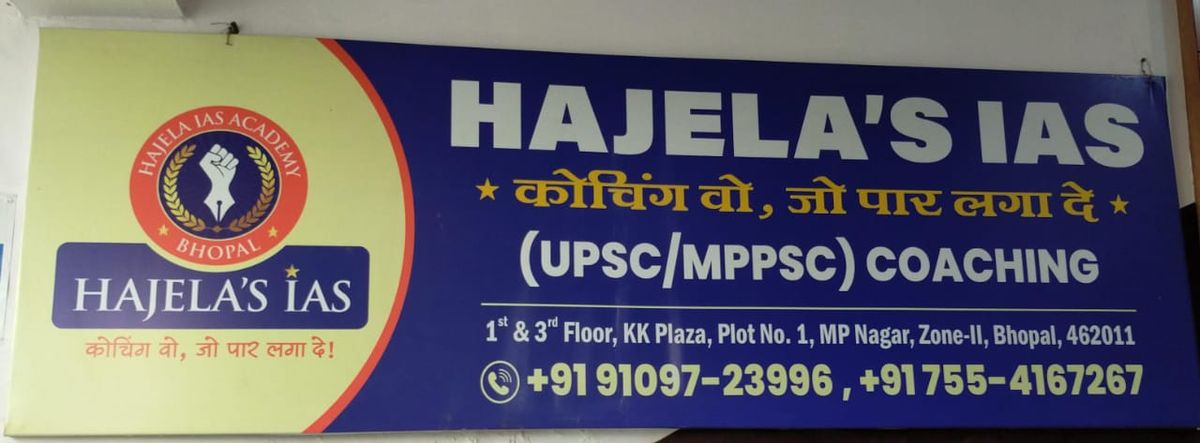 HAJELA IAS ACADEMY
BHOPAL
HAJELA'S IAS
कोचिंग वो, जो पार लगा दे!
HAJELA'S IAS
★ कोचिंग वो, जो पार लगा दे ★
(UPSC/MPPSC) COACHING
1st & 3rd Floor, KK Plaza, Plot No. 1, MP Nagar, Zone-II, Bhopal, 462011
+91 91097-23996 , +91 755-4167267